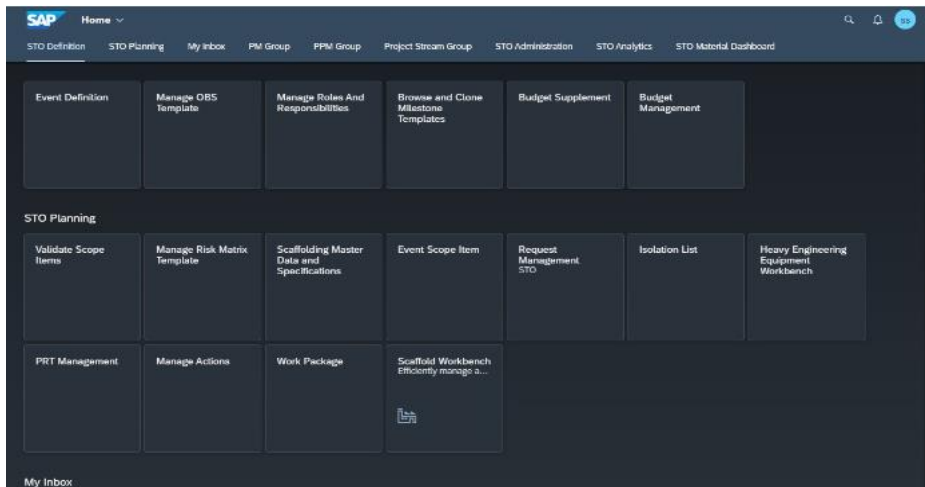 SAP Home
SS
STO Definition STO Planning My Inbox PM Group PPM Group Project Stream Group STO Administration STO Analytics STO Material Dashboard
Event Definition
Manage OBS
Template
Manage Roles And
Responsibilities
Browse and Clone
Milestone
Templates
Budget Supplement
Budget
Management
STO Planning
Validate Scope
Items
Manage Risk Matrix
Template
Scaffolding Master
Data and
Specifications
Event Scope Item
Request
Management
STO
Isolation List
Heavy Engineering
Equipment
Workbench
PRT Management
Manage Actions
Work Package
Scaffold Workbench
Efficiently manage a...
My Inbox